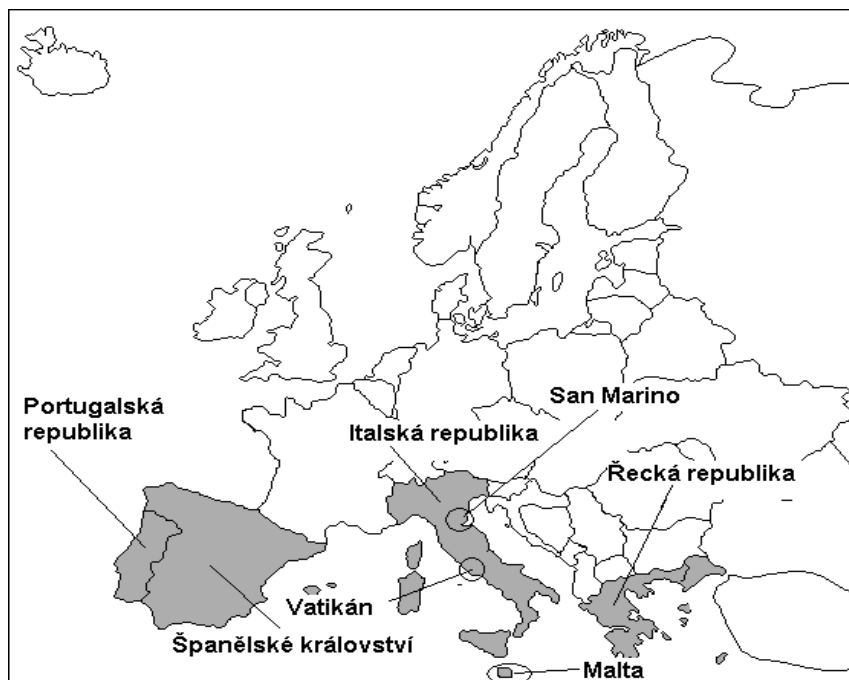 San Marino
Portugalská
republika
Italská republika
Řecká republika
Vatikán
Španělské království
Malta